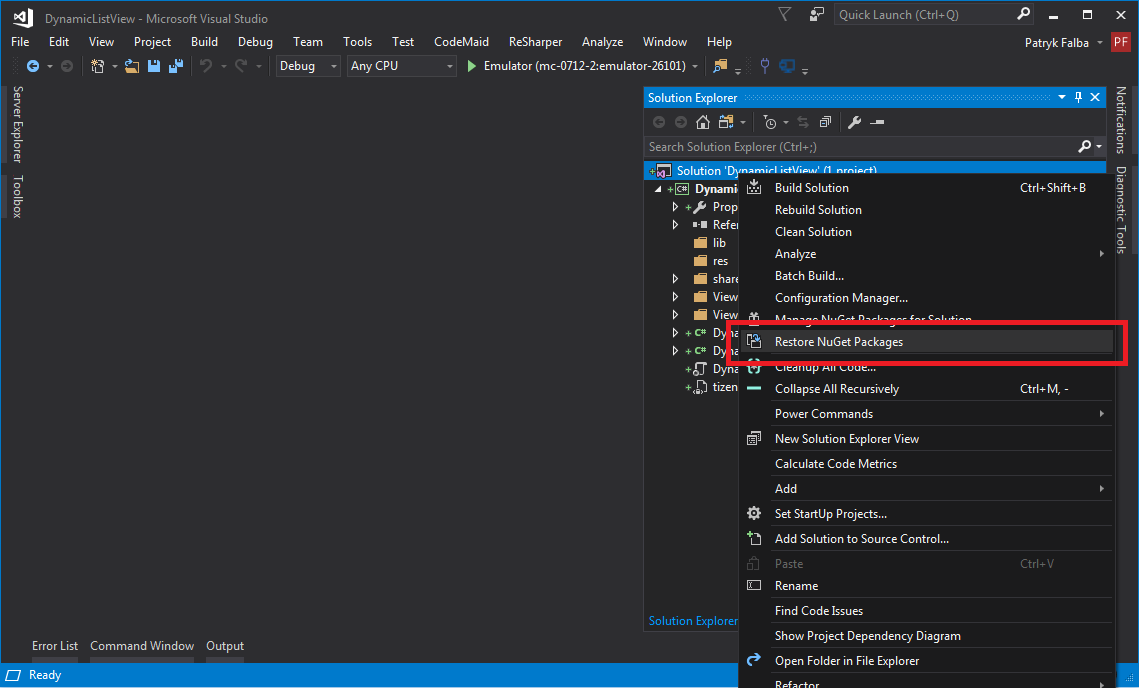 DynamicListView - Microsoft Visual Studio
Quick Launch (Ctrl+Q)
File Edit View Project Build Debug Team Tools Test CodeMaid ReSharper Analyze Window Help
Patryk Falba PF
Debug Any CPU Emulator (mc-0712-2:emulator-26101)
Server Explorer
Toolbox
Solution Explorer
Search Solution Explorer (Ctrl+;)
Solution 'DynamicListView' (1 project)
C# Dynami
Prop
Refer
lib
res
share
View
View
C# Dyna
C# Dyna
Dyna
tizen
Solution Explorer
Build Solution Ctrl+Shift+B
Rebuild Solution
Clean Solution
Analyze
Batch Build...
Configuration Manager...
Manage NuGet Packages for Solution
Restore NuGet Packages
Cleanup All Code...
Collapse All Recursively Ctrl+M, -
Power Commands
New Solution Explorer View
Calculate Code Metrics
Add
Set StartUp Projects...
Add Solution to Source Control...
Paste Ctrl+V
Rename
Find Code Issues
Show Project Dependency Diagram
Open Folder in File Explorer
Refactor
Notifications
Diagnostic Tools
Error List Command Window Output
Ready